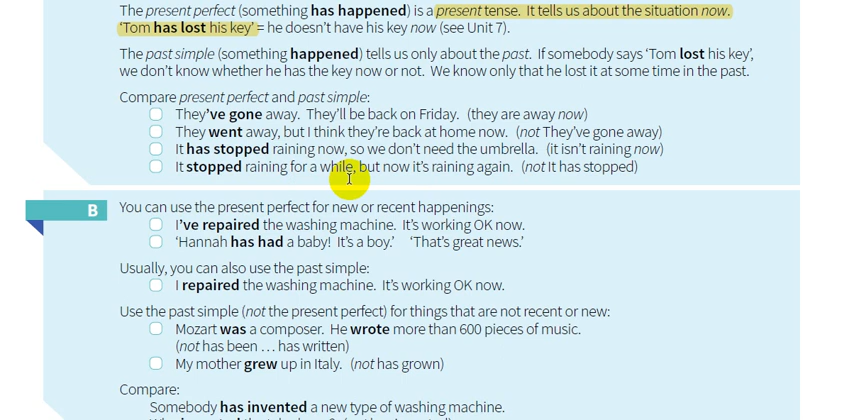 The present perfect (something has happened) is a present tense. It tells us about the situation now.
‘Tom has lost his key’ = he doesn’t have his key now (see Unit 7).
The past simple (something happened) tells us only about the past. If somebody says ‘Tom lost his key’,
we don’t know whether he has the key now or not. We know only that he lost it at some time in the past.
Compare present perfect and past simple:
They’ve gone away. They’ll be back on Friday. (they are away now)
They went away, but I think they’re back at home now. (not They’ve gone away)
It has stopped raining now, so we don’t need the umbrella. (it isn’t raining now)
It stopped raining for a while, but now it’s raining again. (not It has stopped)
B
You can use the present perfect for new or recent happenings:
I’ve repaired the washing machine. It’s working OK now.
‘Hannah has had a baby! It’s a boy.’ ‘That’s great news.’
Usually, you can also use the past simple:
I repaired the washing machine. It’s working OK now.
Use the past simple (not the present perfect) for things that are not recent or new:
Mozart was a composer. He wrote more than 600 pieces of music.
(not has been … has written)
My mother grew up in Italy. (not has grown)
Compare:
Somebody has invented a new type of washing machine.